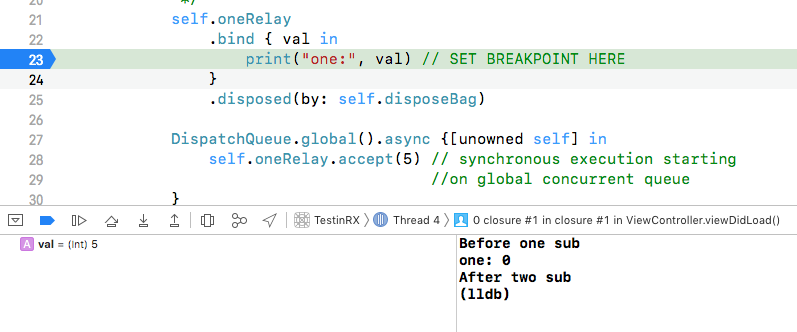 20 */
21 self.oneRelay
22 .bind { val in
23 print("one:", val) // SET BREAKPOINT HERE
24 }
25 .disposed(by: self.disposeBag)
26
27 DispatchQueue.global().async {[unowned self] in
28 self.oneRelay.accept(5) // synchronous execution starting
29 //on global concurrent queue
30 }
TestinRX Thread 4 0 closure #1 in closure #1 in ViewController.viewDidLoad()
A val = (Int) 5
Before one sub
one: 0
After two sub
(lldb)